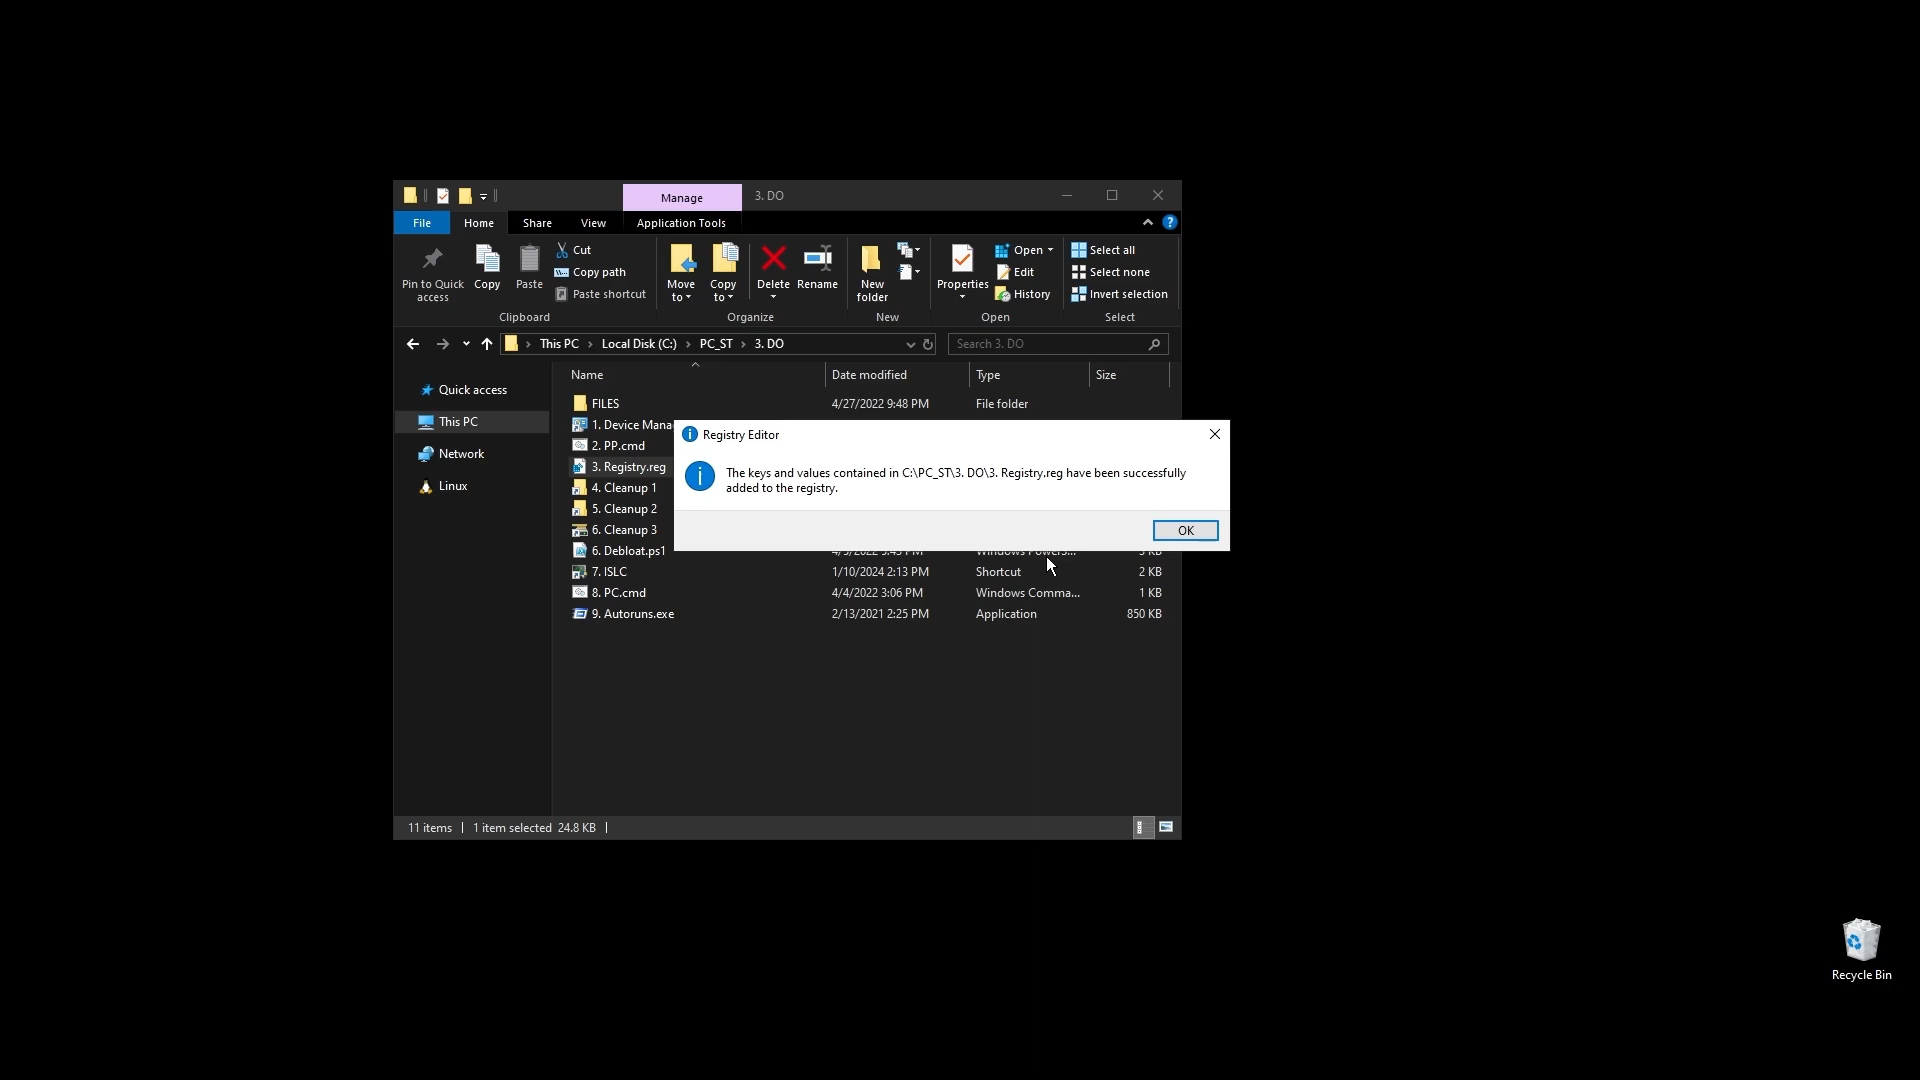 Manage
3. DO
File
Home
Share
View
Application Tools
?
Pin to Quick
access
Copy
Paste
Cut
Copy path
Paste shortcut
Move
to
Copy
to
Delete
Rename
New
folder
Properties
Open
Edit
History
Select all
Select none
Invert selection
Clipboard
Organize
New
Open
Select
This PC > Local Disk (C:) > PC_ST > 3. DO
Search 3. DO
Quick access
This PC
Network
Linux
Name
Date modified
Type
Size
FILES 4/27/2022 9:48 PM File folder
1. Device
2. PP.cmd
3. Registry.reg
4. Cleanup 1
5. Cleanup 2
6. Cleanup 3
6. Debloat.ps1
7. ISLC 1/10/2024 2:13 PM Shortcut 2 KB
8. PC.cmd 4/4/2022 3:06 PM Windows Comma... 1 KB
9. Autoruns.exe 2/13/2021 2:25 PM Application 850 KB
Registry Editor
The keys and values contained in C:\PC_ST\3. DO\3. Registry.reg have been successfully
added to the registry.
OK
11 items
1 item selected 24.8 KB
Recycle Bin